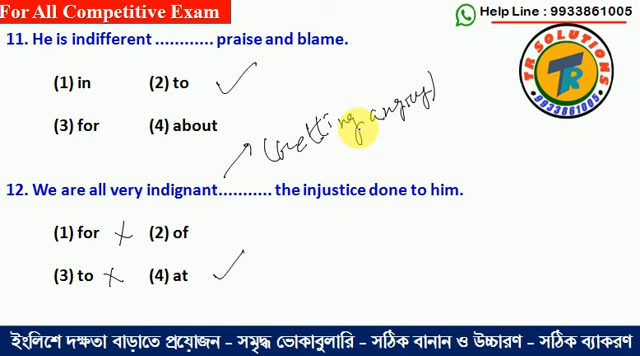 For All Competitive Exam
Help Line : 9933861005
11. He is indifferent ............ praise and blame.
(1) in (2) to
(3) for (4) about
(Getting angry)
12. We are all very indignant........... the injustice done to him.
(1) for (2) of
(3) to (4) at
TR SOLUTIONS
TR
9933861005
ইংলিশে দক্ষতা বাড়াতে প্রয়োজন - সমৃদ্ধ ভোকাবুলারি - সঠিক বানান ও উচ্চারণ - সঠিক ব্যাকরণ